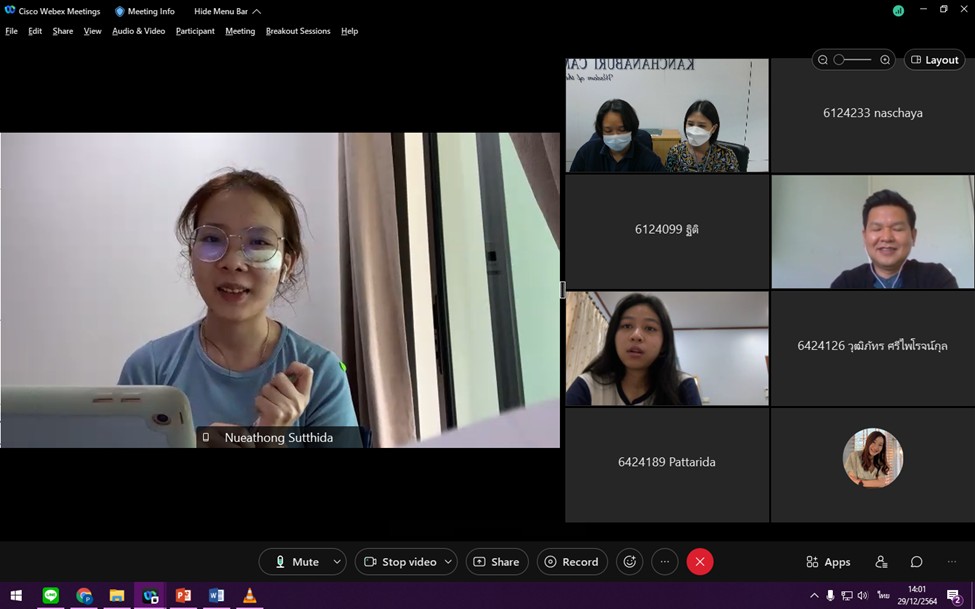 Cisco Webex Meetings
Meeting Info
Hide Menu Bar
File Edit Share View Audio & Video Participant Meeting Breakout Sessions Help
Layout
KANCHANABURI CA
6124233 naschaya
6124099 ฐิติ
6424126 วุฒิภัทร ศรีไพโรจน์กุล
Nueathong Sutthida
6424189 Pattarida
Mute
Stop video
Share
Record
Apps
14:01
ไทย
29/12/2564
2